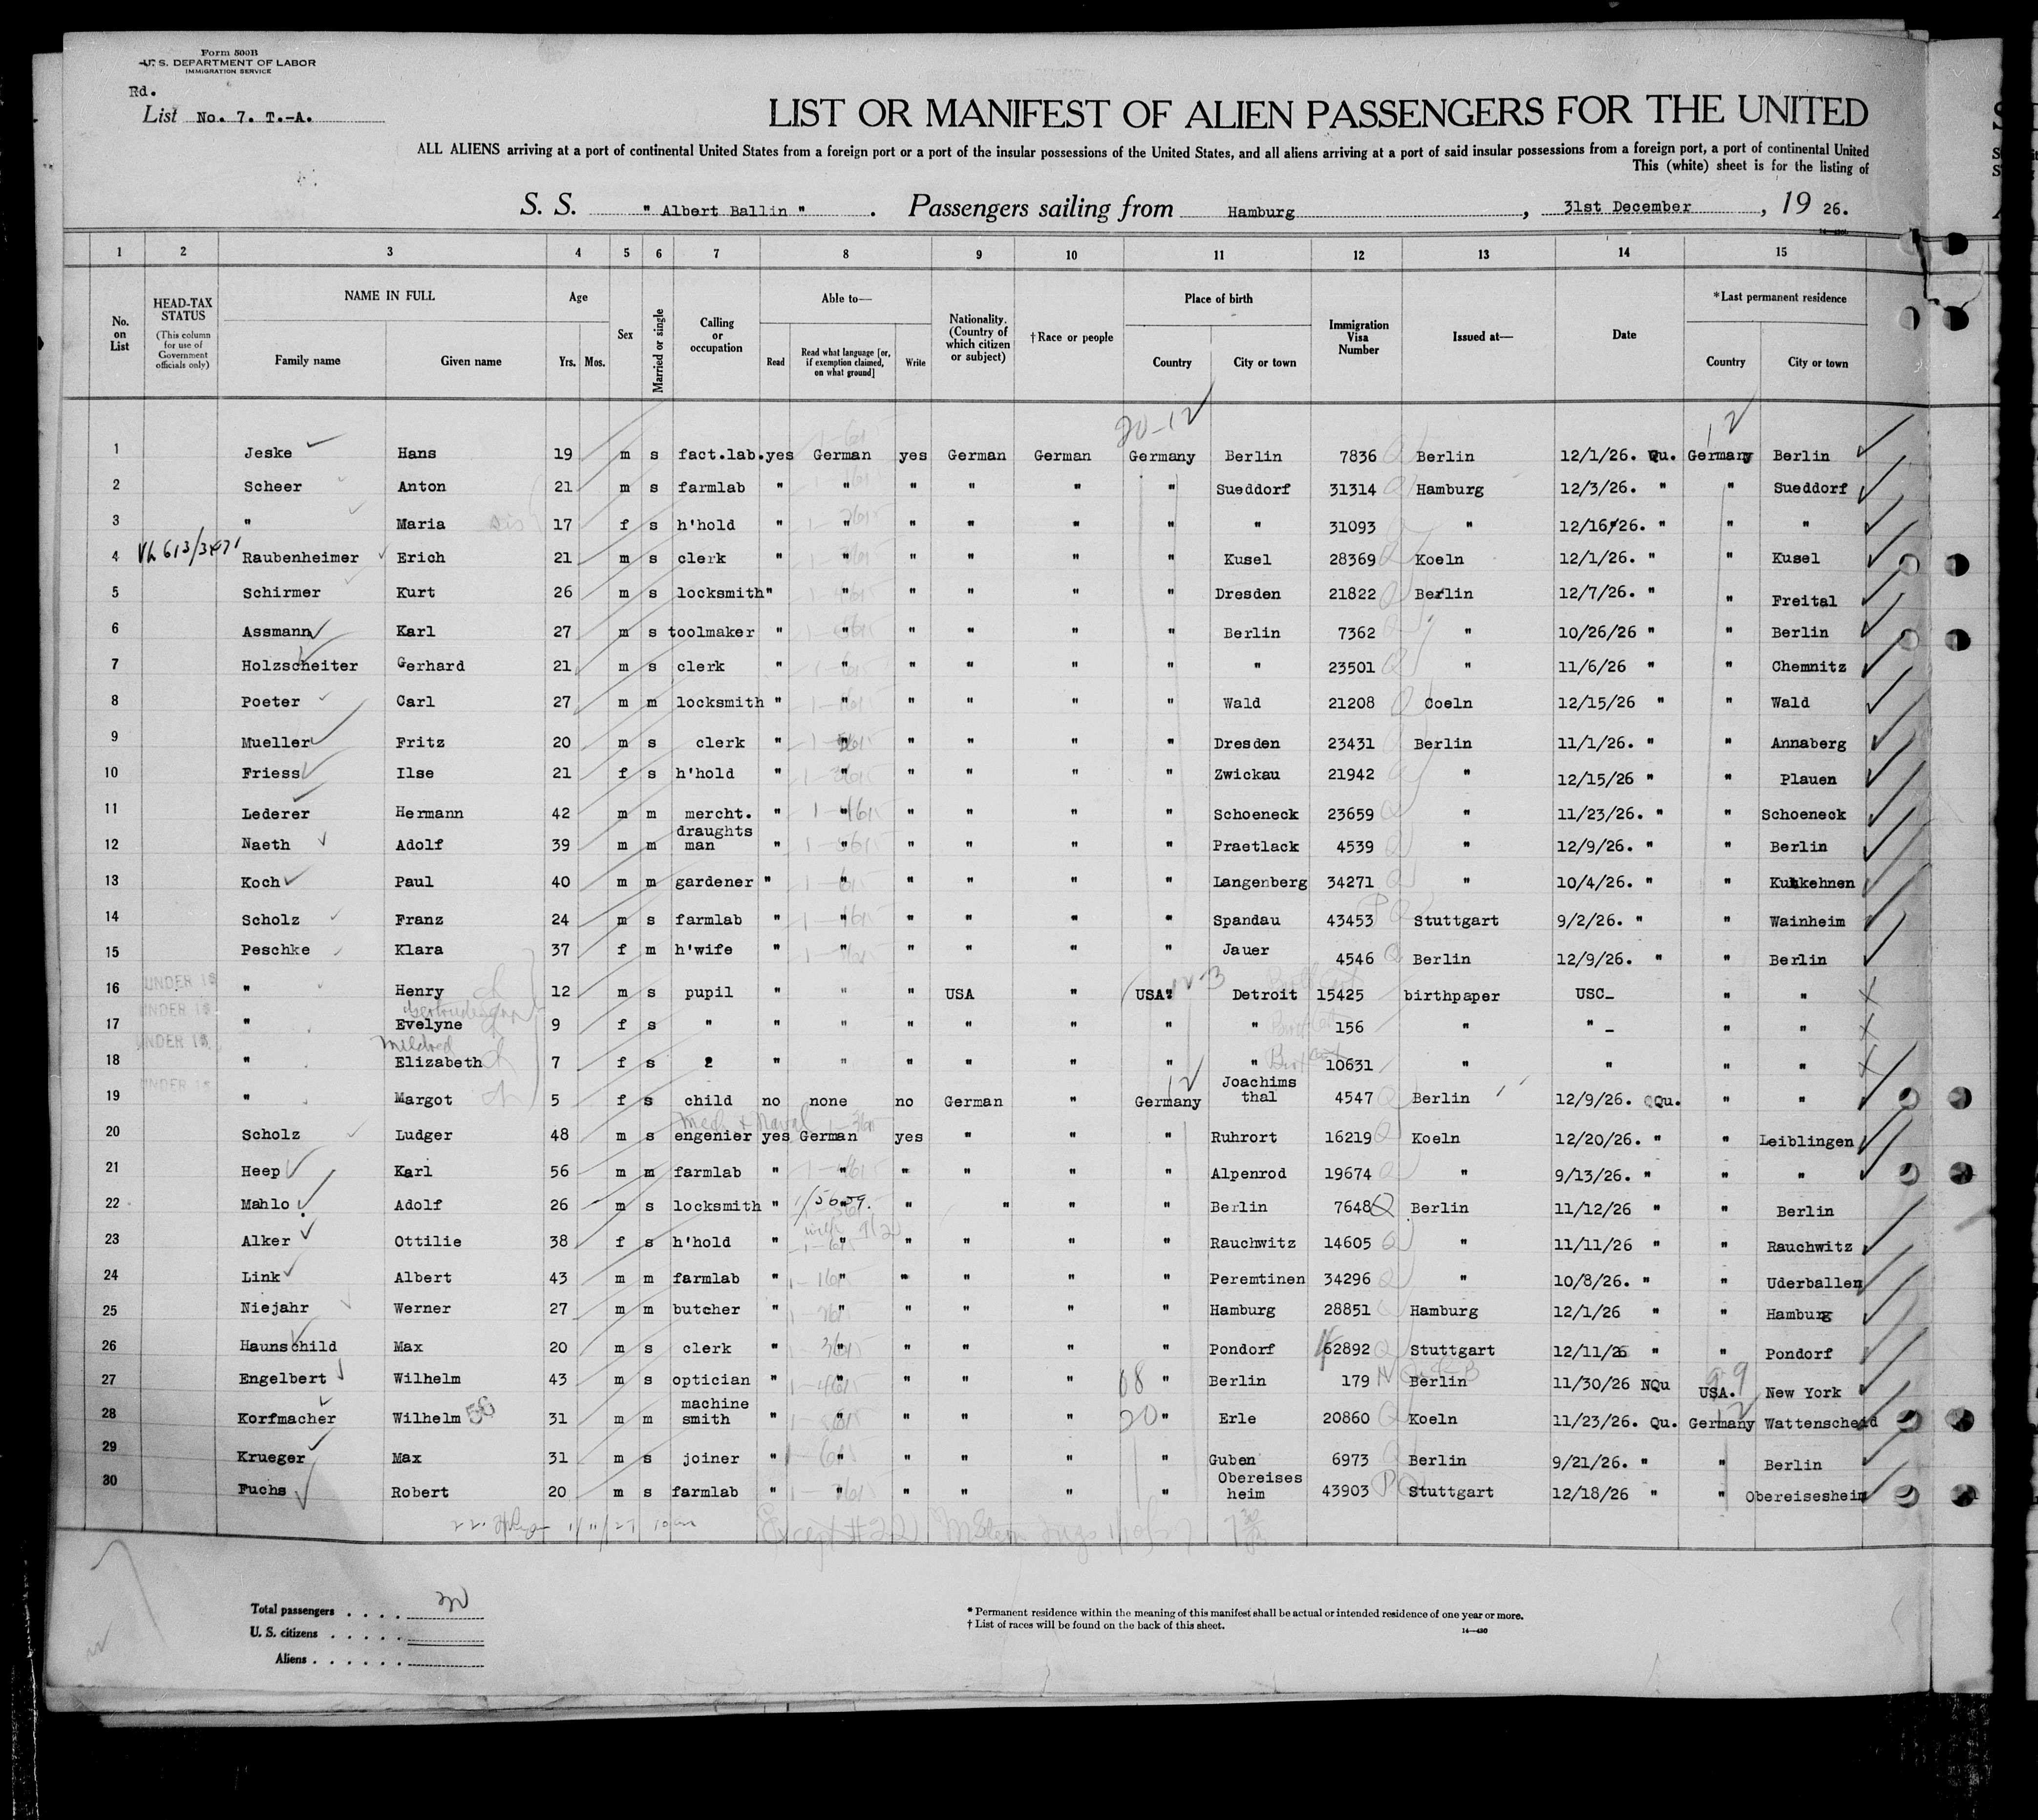 Form 500B
U. S. DEPARTMENT OF LABOR
IMMIGRATION SERVICE
Rd.
List No. 7. T.-A.
LIST OR MANIFEST OF ALIEN PASSENGERS FOR THE UNITED
ALL ALIENS arriving at a port of continental United States from a foreign port or a port of the insular possessions of the United States, and all aliens arriving at a port of said insular possessions from a foreign port, a port of continental United
This (white) sheet is for the listing of
S. S. " Albert Ballin " . Passengers sailing from Hamburg , 31st December , 19 26.
1 2 3 4 5 6 7 8 9 10 11 12 13 14 15
No. on List
HEAD-TAX STATUS
(This column for use of Government officials only)
NAME IN FULL
Family name Given name
Age
Yrs. Mos.
Sex
Married or single
Calling or occupation
Able to—
Read
Read what language [or, if exemption claimed, on what ground]
Write
Nationality. (Country of which citizen or subject)
†Race or people
Place of birth
Country City or town
Immigration Visa Number
Issued at—
Date
*Last permanent residence
Country City or town
20-12 12
1 Jeske Hans 19 m s fact.lab. yes German yes German German Germany Berlin 7836 Berlin 12/1/26. Qu. Germany Berlin
2 Scheer Anton 21 m s farmlab " " " " " " Sueddorf 31314 Hamburg 12/3/26. " " Sueddorf
3 " Maria sis 17 f s h'hold " " " " " " " 31093 " 12/16/26. " " "
4 Raubenheimer Erich 21 m s clerk " " " " " " Kusel 28369 Koeln 12/1/26. " " Kusel
5 Schirmer Kurt 26 m s locksmith " " " " " " Dresden 21822 Berlin 12/7/26. " " Freital
6 Assmann Karl 27 m s toolmaker " " " " " " Berlin 7362 " 10/26/26 " " Berlin
7 Holzscheiter Gerhard 21 m s clerk " " " " " " " 23501 " 11/6/26 " " Chemnitz
8 Poeter Carl 27 m m locksmith " " " " " " Wald 21208 Coeln 12/15/26 " " Wald
9 Mueller Fritz 20 m s clerk " " " " " " Dresden 23431 Berlin 11/1/26. " " Annaberg
10 Friess Ilse 21 f s h'hold " " " " " " Zwickau 21942 " 12/15/26 " " Plauen
11 Lederer Hermann 42 m m mercht. " " " " " " Schoeneck 23659 " 11/23/26. " " Schoeneck
12 Naeth Adolf 39 m m draughts man " " " " " " Praetlack 4539 " 12/9/26. " " Berlin
13 Koch Paul 40 m m gardener " " " " " " Langenberg 34271 " 10/4/26. " "
14 Scholz Franz 24 m s farmlab " " " " " " Spandau 43453 Stuttgart 9/2/26. " " Wainheim
15 Peschke Klara 37 f m h'wife " " " " " " Jauer 4546 Berlin 12/9/26. " " Berlin
UNDER 16
16 " Henry 12 m s pupil " " " USA " USA. Detroit 15425 birthpaper USC- " "
UNDER 16
17 " Evelyne 9 f s " " " " " " " " 156 " " - " "
UNDER 16 Mildred
18 " Elizabeth 7 f s " " " " " " " 10631 " " " "
UNDER 16
19 " Margot 5 f s child no none no German " Germany Joachims thal 4547 Berlin 12/9/26. Qu. " "
Mech & Naval
20 Scholz Ludger 48 m s engenier yes German yes " " " Ruhrort 16219 Koeln 12/20/26. " " Leiblingen
21 Heep Karl 56 m m farmlab " " " " " " Alpenrod 19674 " 9/13/26. " " "
22 Mahlo Adolf 26 m s locksmith " " " " " " Berlin 7648 Berlin 11/12/26 " " Berlin
23 Alker Ottilie 38 f s h'hold " " " " " " Rauchwitz 14605 " 11/11/26 " " Rauchwitz
24 Link Albert 43 m m farmlab " " " " " " Peremtinen 34296 " 10/8/26. " " Uderballen
25 Niejahr Werner 27 m m butcher " " " " " " Hamburg 28851 Hamburg 12/1/26 " " Hamburg
26 Haunschild Max 20 m s clerk " " " " " " Pondorf 62892 Stuttgart 12/11/26 " " Pondorf
27 Engelbert Wilhelm 43 m s optician " " " " " " Berlin 179 Berlin 11/30/26 NQu USA. New York
28 Korfmacher Wilhelm 31 m m machine smith " " " " " " Erle 20860 Koeln 11/23/26. Qu. Germany Wattenscheid
29 Krueger Max 31 m s joiner " " " " " " Guben 6973 Berlin 9/21/26. " " Berlin
30 Fuchs Robert 20 m s farmlab " " " " " " Obereises heim 43903 Stuttgart 12/18/26 " " Obereisesheim
Except #22
Total passengers . . . . 30
U. S. citizens . . . . .
Aliens . . . . . .
* Permanent residence within the meaning of this manifest shall be actual or intended residence of one year or more.
† List of races will be found on the back of this sheet.
14—430